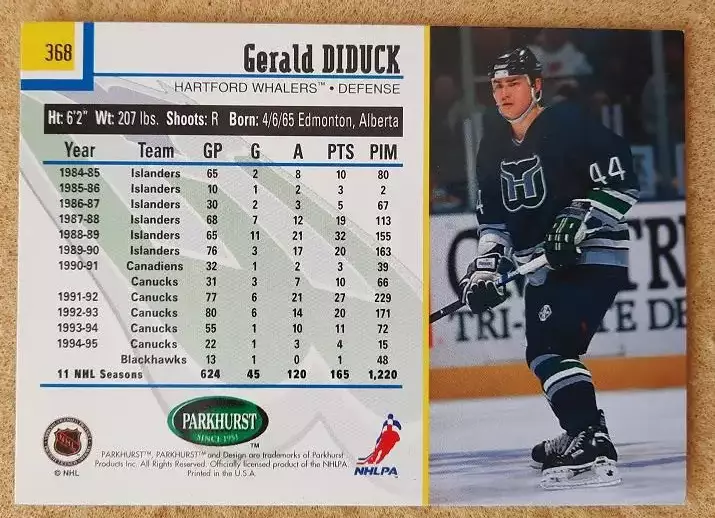 368
Gerald DIDUCK
HARTFORD WHALERS™ • DEFENSE
Ht: 6'2" Wt: 207 lbs. Shoots: R Born: 4/6/65 Edmonton, Alberta
Year Team GP G A PTS PIM
1984-85 Islanders 65 2 8 10 80
1985-86 Islanders 10 1 2 3 2
1986-87 Islanders 30 2 3 5 67
1987-88 Islanders 68 7 12 19 113
1988-89 Islanders 65 11 21 32 155
1989-90 Islanders 76 3 17 20 163
1990-91 Canadiens 32 1 2 3 39
Canucks 31 3 7 10 66
1991-92 Canucks 77 6 21 27 229
1992-93 Canucks 80 6 14 20 171
1993-94 Canucks 55 1 10 11 72
1994-95 Canucks 22 1 3 4 15
Blackhawks 13 1 0 1 48
11 NHL Seasons 624 45 120 165 1,220
PARKHURST
SINCE 1951
™
NHL
© NHL
PARKHURST™, PARKHURST™ and Design are trademarks of Parkhurst
Products Inc. All Rights Reserved. Officially licensed product of the NHLPA.
Printed in the U.S.A.
NHLPA
44
TRI-
TE DE